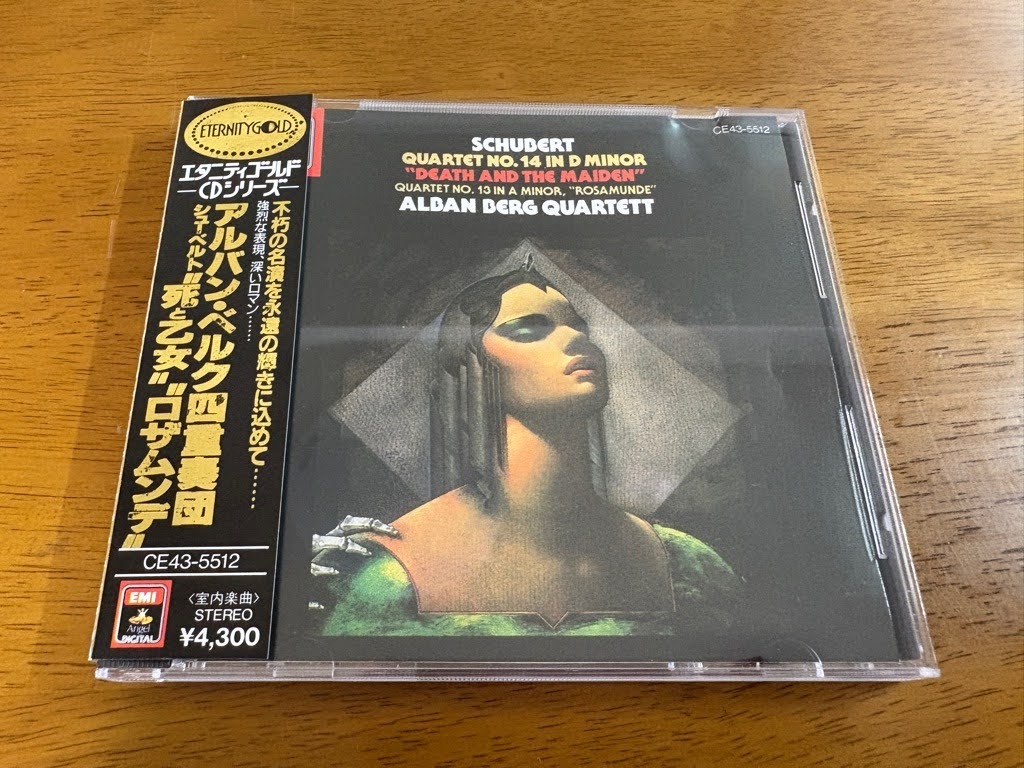 ETERNITY GOLD
エタニティゴールド
CDシリーズ
不朽の名演を永遠の輝きに込めて……
強烈な表現、深いロマン……
アルバン・ベルク四重奏団
シューベルト"死と乙女""ロザムンデ"
CE43-5512
EMI
Angel
DIGITAL
〈室内楽曲〉
STEREO
¥4,300
CE43-5512
SCHUBERT
QUARTET NO. 14 IN D MINOR
"DEATH AND THE MAIDEN"
QUARTET NO. 13 IN A MINOR, "ROSAMUNDE"
ALBAN BERG QUARTETT